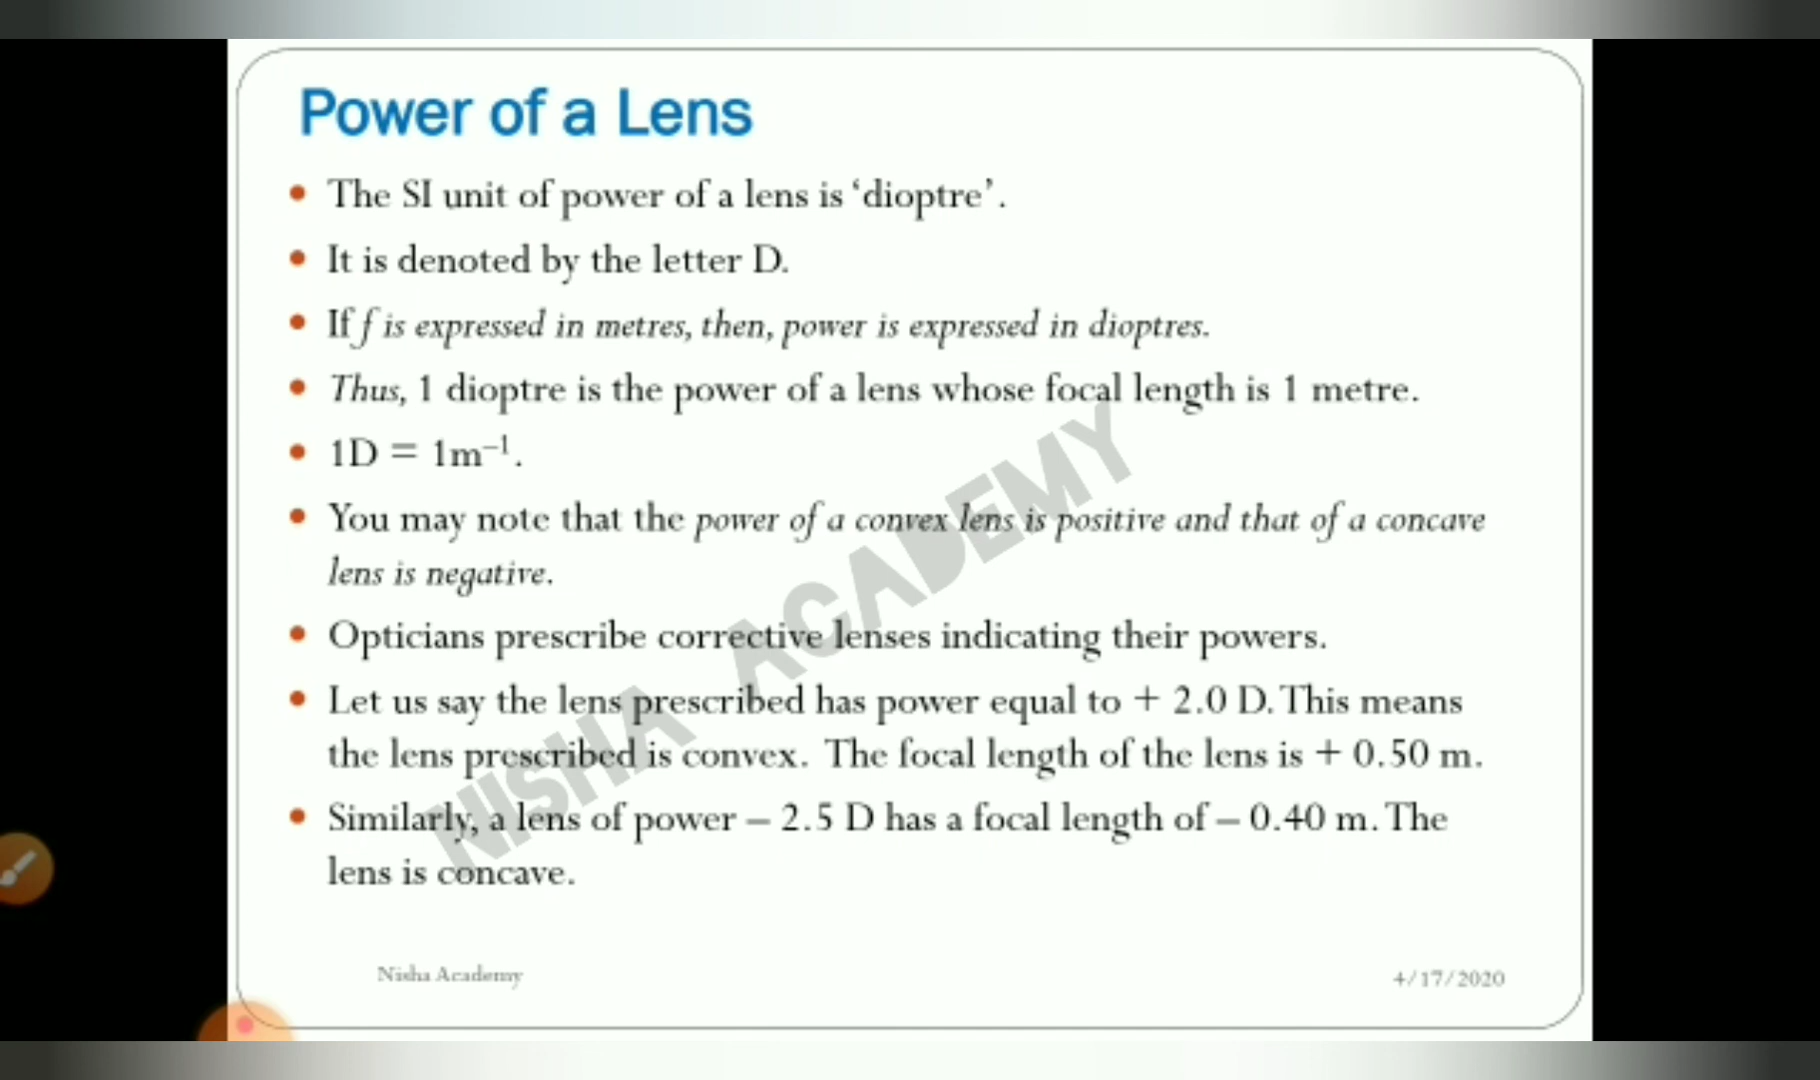 Power of a Lens
• The SI unit of power of a lens is ‘dioptre’.
• It is denoted by the letter D.
• If f is expressed in metres, then, power is expressed in dioptres.
• Thus, 1 dioptre is the power of a lens whose focal length is 1 metre.
• 1D = 1m⁻¹.
• You may note that the power of a convex lens is positive and that of a concave
lens is negative.
• Opticians prescribe corrective lenses indicating their powers.
• Let us say the lens prescribed has power equal to + 2.0 D. This means
the lens prescribed is convex. The focal length of the lens is + 0.50 m.
• Similarly, a lens of power – 2.5 D has a focal length of – 0.40 m. The
lens is concave.
NISHA ACADEMY
Nisha Academy
4/17/2020